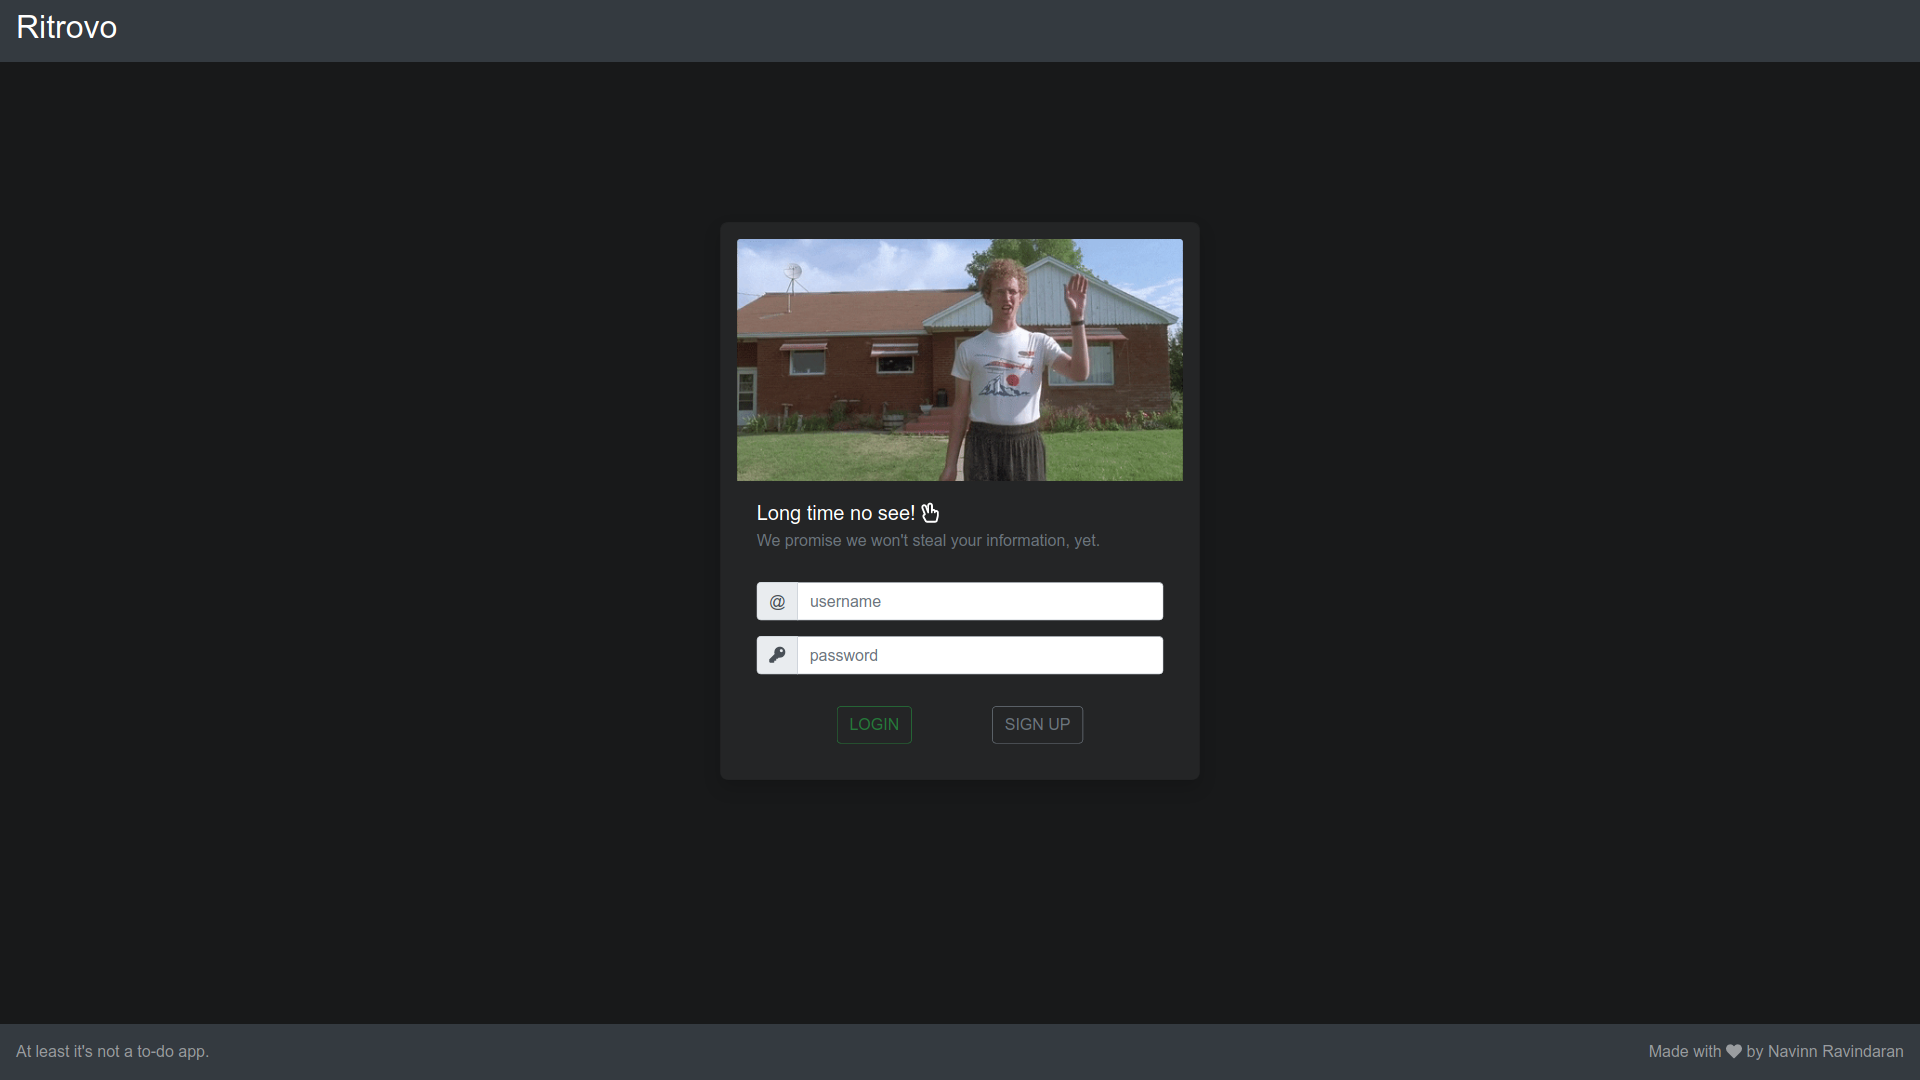 Ritrovo
Long time no see!
We promise we won't steal your information, yet.
@ username
password
LOGIN SIGN UP
At least it's not a to-do app. Made with ♥ by Navinn Ravindaran